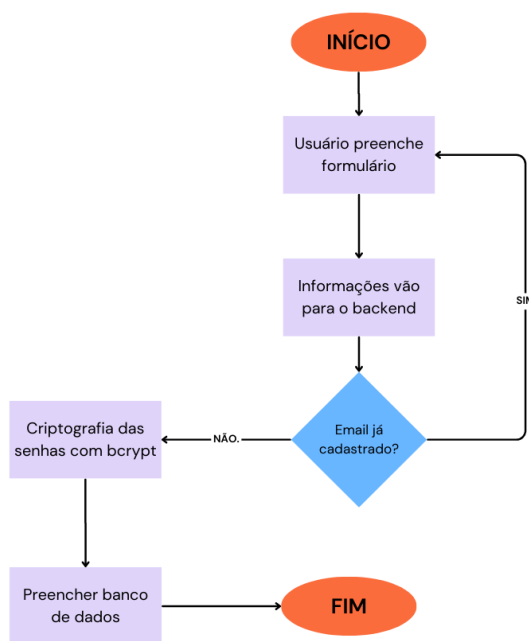 INÍCIO
Usuário preenche
formulário
Informações vão
para o backend
SIM
Email já
cadastrado?
NÃO.
Criptografia das
senhas com bcrypt
Preencher banco
de dados
FIM